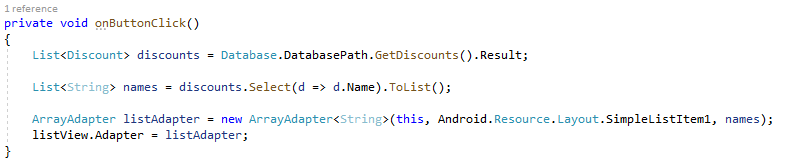 1 reference
private void onButtonClick()
{
List<Discount> discounts = Database.DatabasePath.GetDiscounts().Result;
List<String> names = discounts.Select(d => d.Name).ToList();
ArrayAdapter listAdapter = new ArrayAdapter<String>(this, Android.Resource.Layout.SimpleListItem1, names);
listView.Adapter = listAdapter;
}